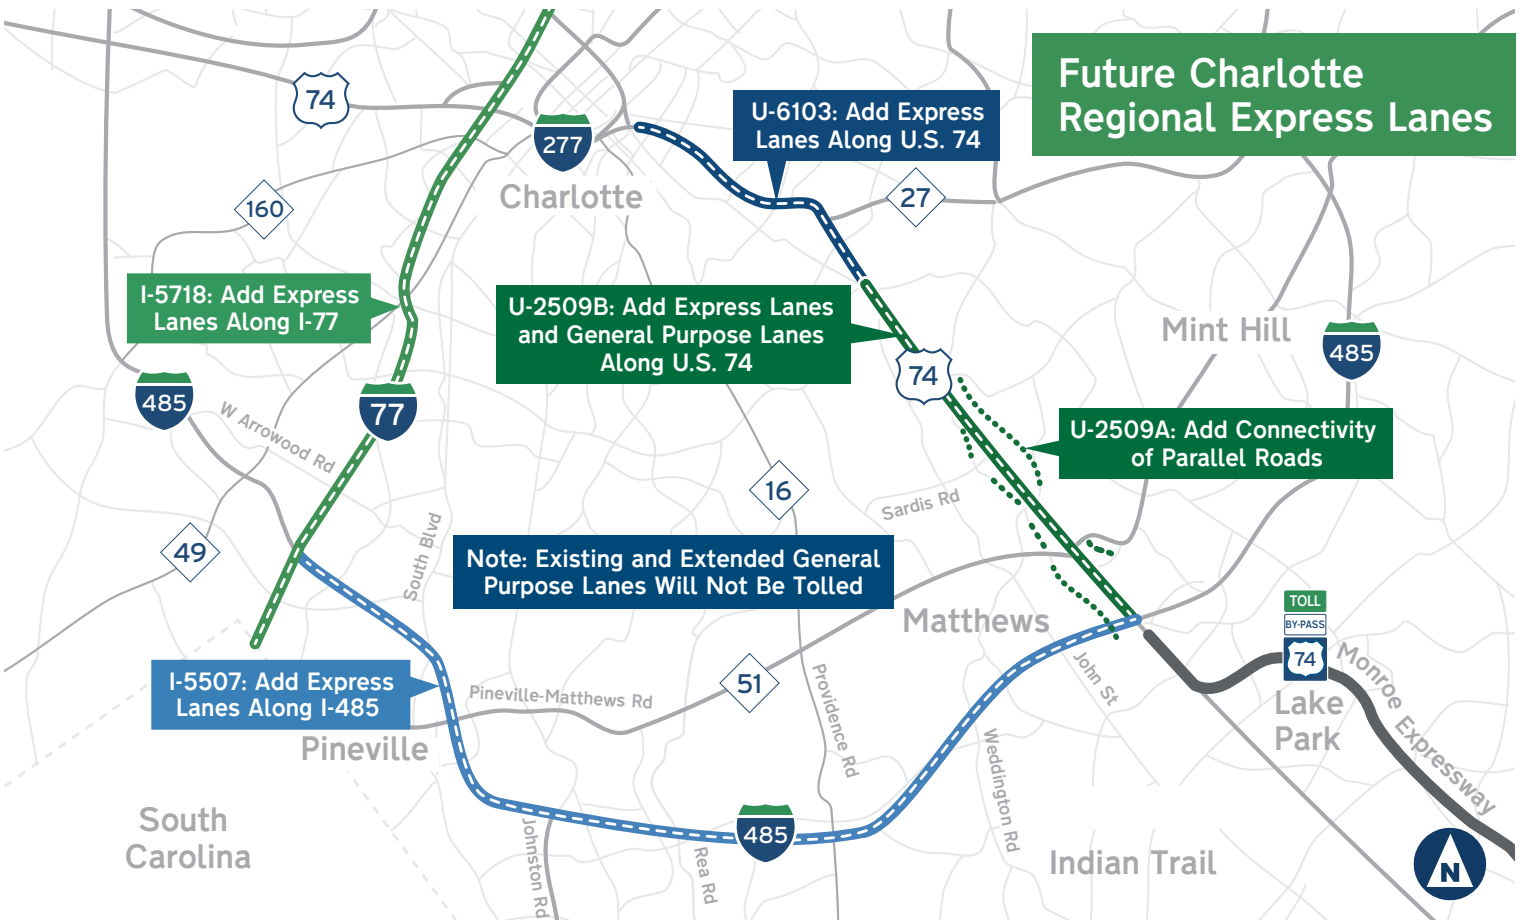 Future Charlotte
Regional Express Lanes
74
277
Charlotte
U-6103: Add Express
Lanes Along U.S. 74
27
160
I-5718: Add Express
Lanes Along I-77
U-2509B: Add Express Lanes
and General Purpose Lanes
Along U.S. 74
Mint Hill
485
74
485
77
W Arrowood Rd
U-2509A: Add Connectivity
of Parallel Roads
16
Sardis Rd
49
South Blvd
Note: Existing and Extended General
Purpose Lanes Will Not Be Tolled
Matthews
TOLL
BY-PASS
74
Monroe Expressway
Lake
Park
John St
I-5507: Add Express
Lanes Along I-485
Pineville-Matthews Rd
51
Providence Rd
Pineville
Weddington Rd
South
Carolina
485
Johnston Rd
Rea Rd
Indian Trail
N